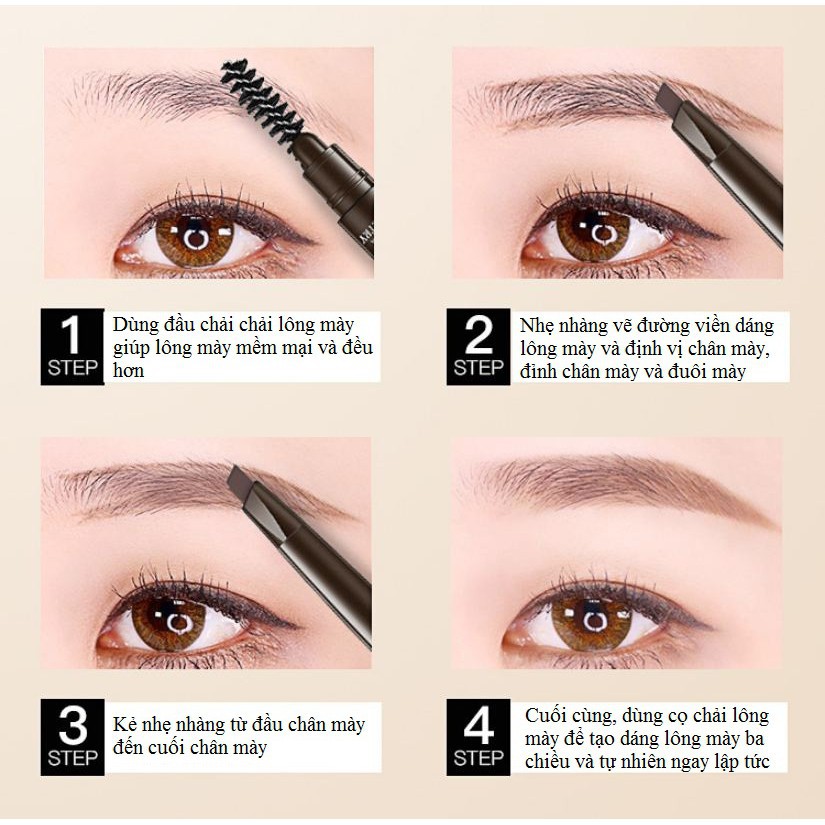 1
STEP
Dùng đầu chải chải lông mày
giúp lông mày mềm mại và đều
hơn
2
STEP
Nhẹ nhàng vẽ đường viền dáng
lông mày và định vị chân mày,
đỉnh chân mày và đuôi mày
3
STEP
Kẻ nhẹ nhàng từ đầu chân mày
đến cuối chân mày
4
STEP
Cuối cùng, dùng cọ chải lông
mày để tạo dáng lông mày ba
chiều và tự nhiên ngay lập tức